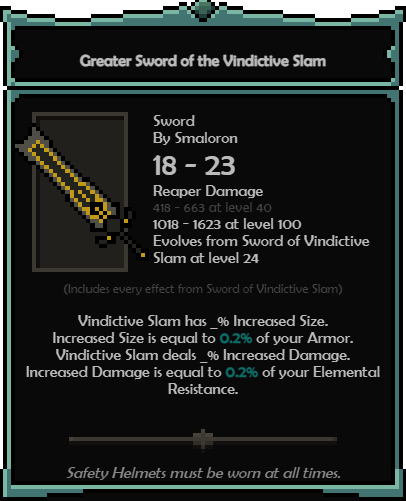 Greater Sword of the Vindictive Slam
Sword
By Smaloron
18 - 23
Reaper Damage
418 - 663 at level 40
1018 - 1623 at level 100
Evolves from Sword of Vindictive
Slam at level 24
(Includes every effect from Sword of Vindictive Slam)
Vindictive Slam has _% Increased Size.
Increased Size is equal to 0.2% of your Armor.
Vindictive Slam deals _% Increased Damage.
Increased Damage is equal to 0.2% of your Elemental
Resistance.
Safety Helmets must be worn at all times.